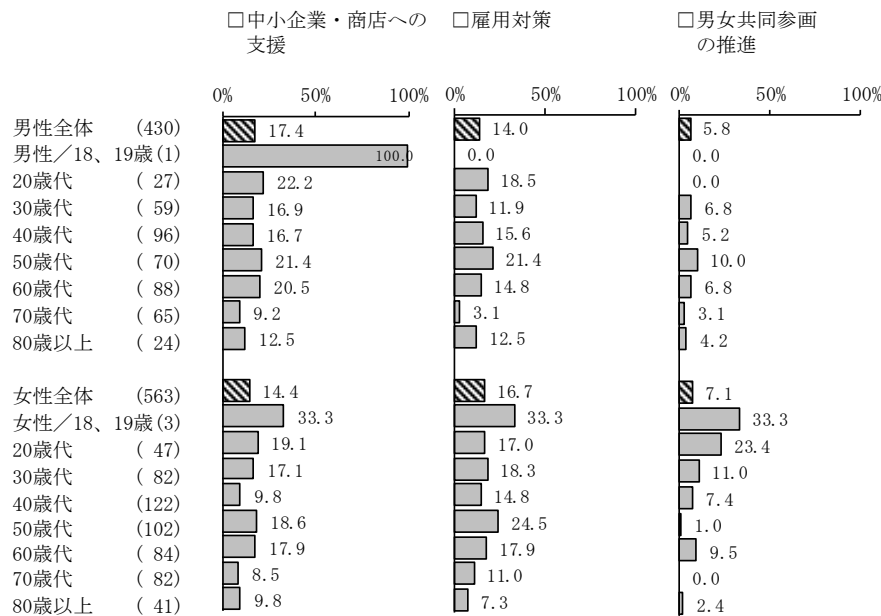 □中小企業・商店への
支援
□雇用対策
□男女共同参画
の推進
0% 50% 100% 0% 50% 100% 0% 50% 100%
男性全体 (430) 17.4 14.0 5.8
男性／18、19歳(1) 100.0 0.0 0.0
20歳代 ( 27) 22.2 18.5 0.0
30歳代 ( 59) 16.9 11.9 6.8
40歳代 ( 96) 16.7 15.6 5.2
50歳代 ( 70) 21.4 21.4 10.0
60歳代 ( 88) 20.5 14.8 6.8
70歳代 ( 65) 9.2 3.1 3.1
80歳以上 ( 24) 12.5 12.5 4.2
女性全体 (563) 14.4 16.7 7.1
女性／18、19歳(3) 33.3 33.3 33.3
20歳代 ( 47) 19.1 17.0 23.4
30歳代 ( 82) 17.1 18.3 11.0
40歳代 (122) 9.8 14.8 7.4
50歳代 (102) 18.6 24.5 1.0
60歳代 ( 84) 17.9 17.9 9.5
70歳代 ( 82) 8.5 11.0 0.0
80歳以上 ( 41) 9.8 7.3 2.4